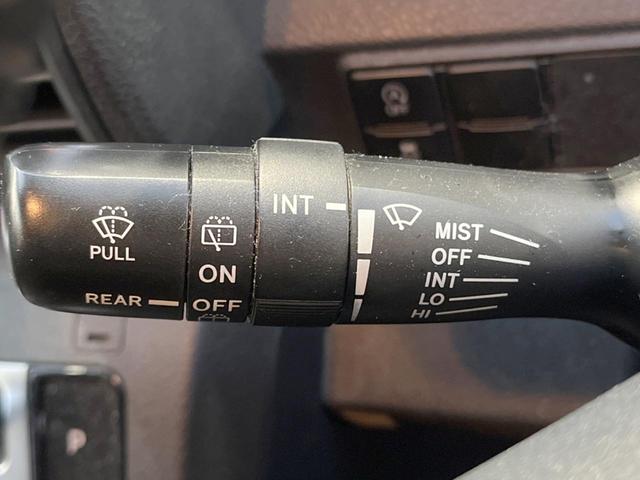 PULL
REAR
ON
OFF
INT
MIST
OFF
INT
LO
HI
P